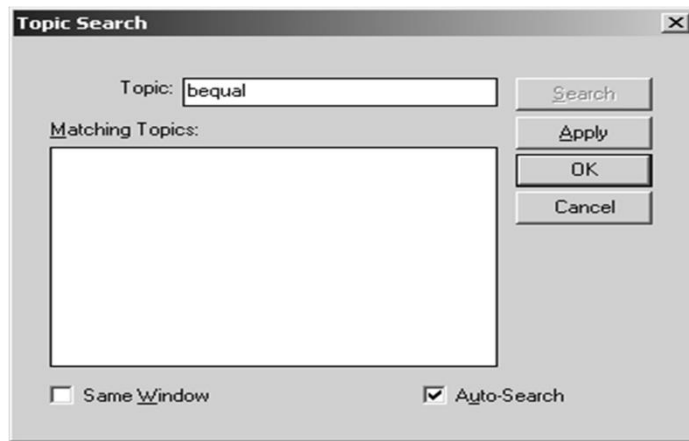 Topic Search
Topic: bequal
Search
Matching Topics:
Apply
OK
Cancel
Same Window
Auto-Search